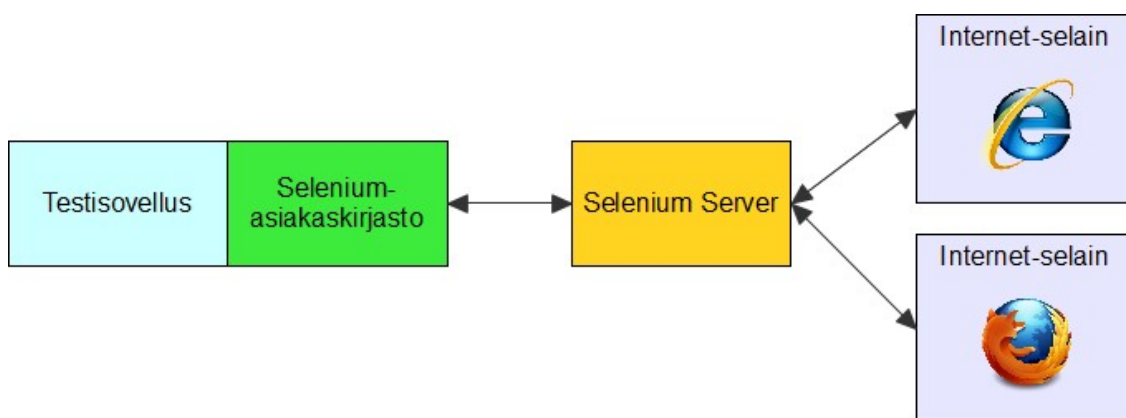 Testisovellus
Selenium-
asiakaskirjasto
Selenium Server
Internet-selain
Internet-selain